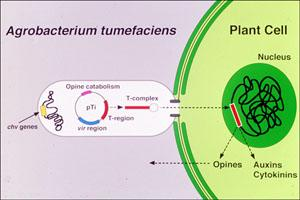 Agrobacterium tumefaciens
Plant Cell
Nucleus
Opine catabolism
T-complex
pTi
T-region
vir region
chv genes
Opines
Auxins
Cytokinins